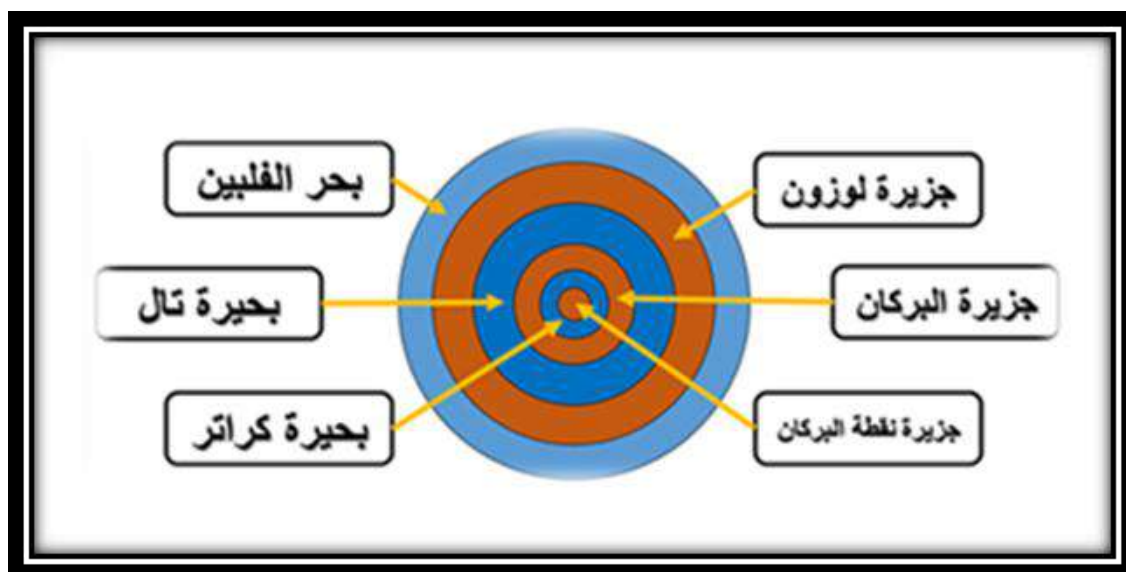 جزيرة لوزون
بحر الفلبين
جزيرة البركان
بحيرة تال
جزيرة نقطة البركان
بحيرة كراتر